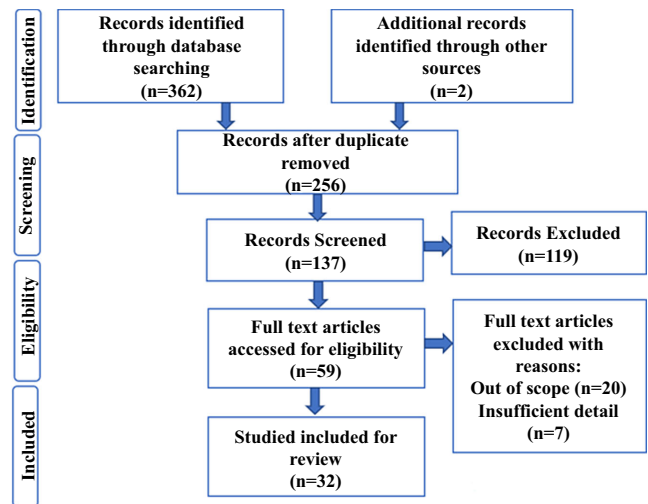 Identification
Records identified
through database
searching
(n=362)
Additional records
identified through other
sources
(n=2)
Screening
Records after duplicate
removed
(n=256)
Records Screened
(n=137)
Records Excluded
(n=119)
Eligibility
Full text articles
accessed for eligibility
(n=59)
Full text articles
excluded with
reasons:
Out of scope (n=20)
Insufficient detail
(n=7)
Included
Studied included for
review
(n=32)